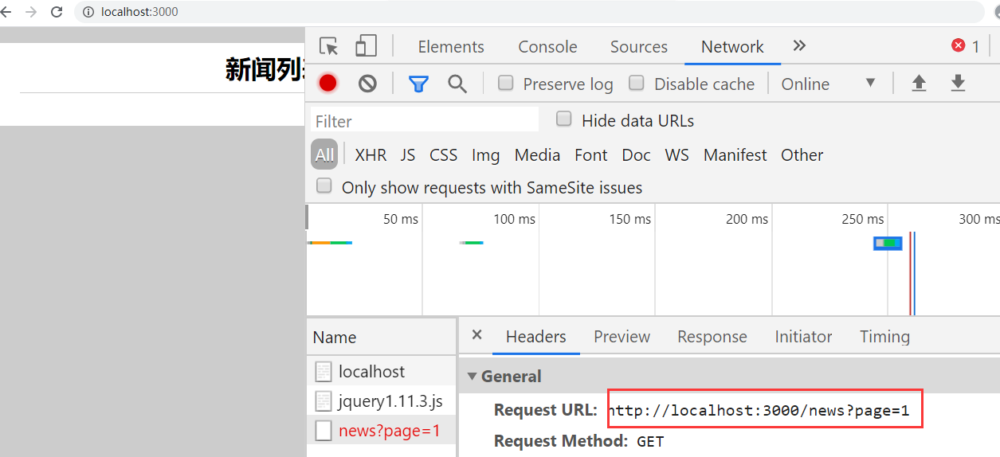 localhost:3000
新闻列
Elements Console Sources Network 1
Preserve log Disable cache Online
Filter Hide data URLs
All XHR JS CSS Img Media Font Doc WS Manifest Other
Only show requests with SameSite issues
50 ms 100 ms 150 ms 200 ms 250 ms 300 ms
Name Headers Preview Response Initiator Timing
localhost
General
jquery1.11.3.js
Request URL: http://localhost:3000/news?page=1
news?page=1
Request Method: GET